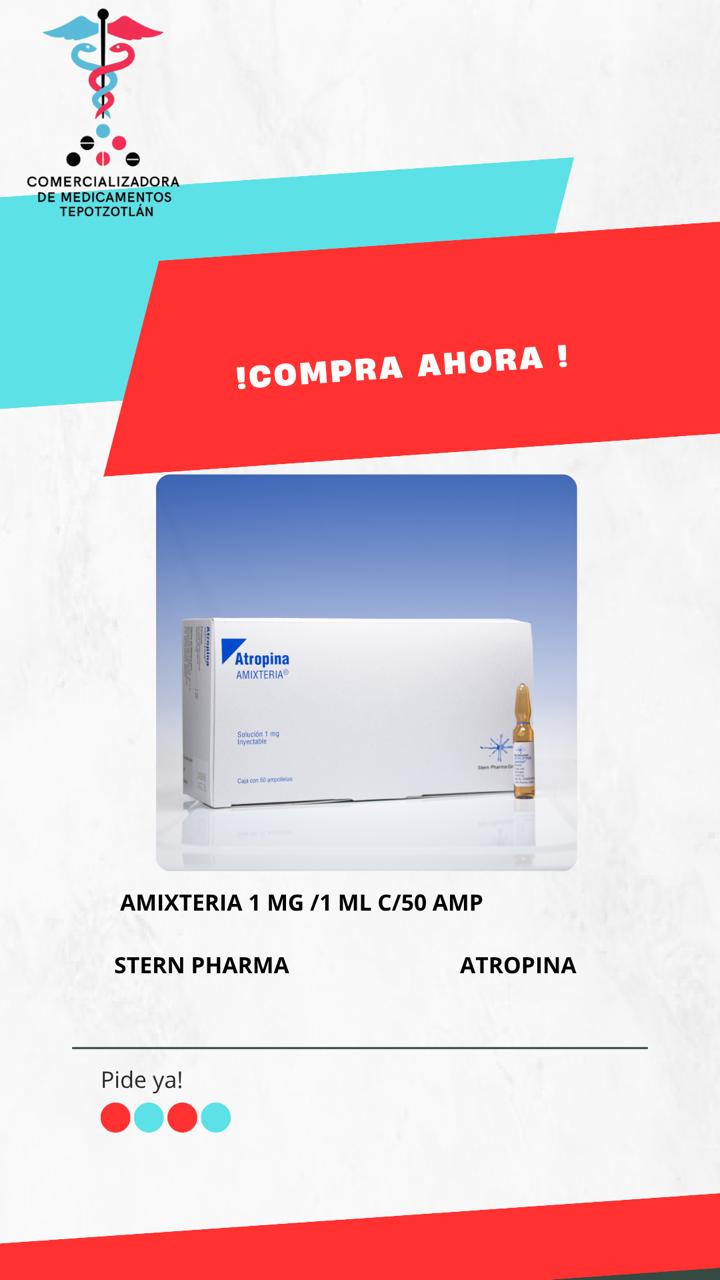 COMERCIALIZADORA
DE MEDICAMENTOS
TEPOTZOTLÁN
!COMPRA AHORA !
Atropina
Atropina
AMIXTERIA®
Solución 1 mg
Inyectable
Caja con 50 ampolletas
Stern Pharma
AMIXTERIA 1 MG /1 ML C/50 AMP
STERN PHARMA
ATROPINA
Pide ya!